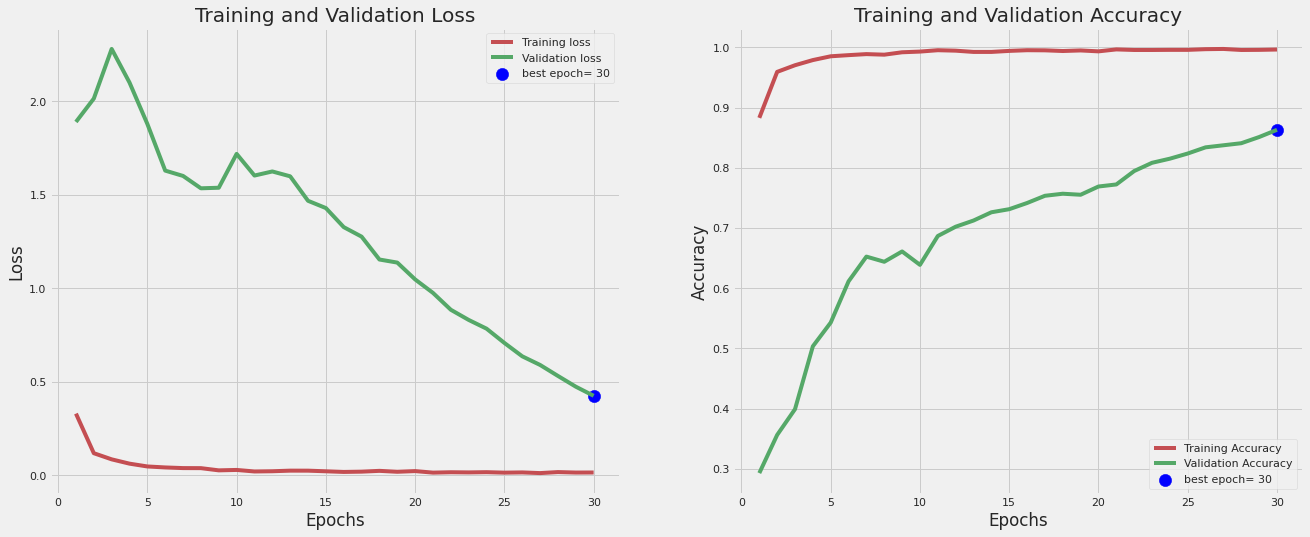 Training and Validation Loss
Training loss
Validation loss
best epoch= 30
2.0
1.5
1.0
0.5
0.0
Loss
0
5
10
15
20
25
30
Epochs
Training and Validation Accuracy
1.0
0.9
0.8
0.7
0.6
0.5
0.4
0.3
Accuracy
Training Accuracy
Validation Accuracy
best epoch= 30
0
5
10
15
20
25
30
Epochs